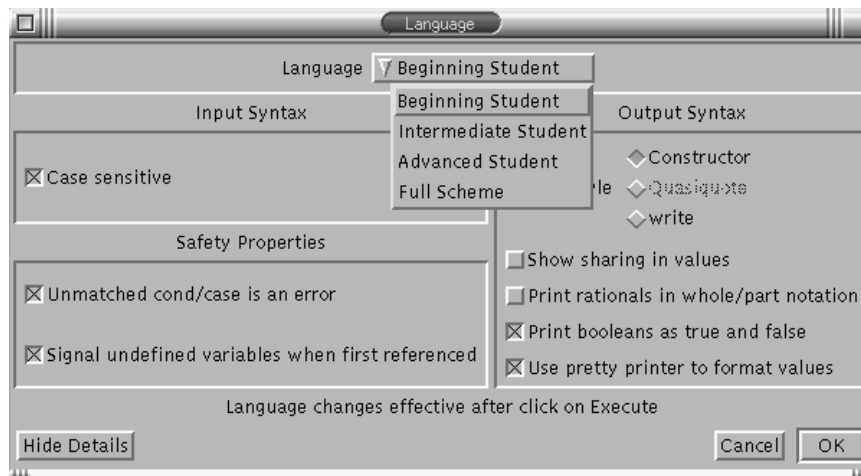 Language
Language Beginning Student
Beginning Student
Intermediate Student
Advanced Student
Full Scheme
Input Syntax
Case sensitive
Safety Properties
Unmatched cond/case is an error
Signal undefined variables when first referenced
Output Syntax
Constructor
Quasiquote
write
Show sharing in values
Print rationals in whole/part notation
Print booleans as true and false
Use pretty printer to format values
Language changes effective after click on Execute
Hide Details
Cancel
OK